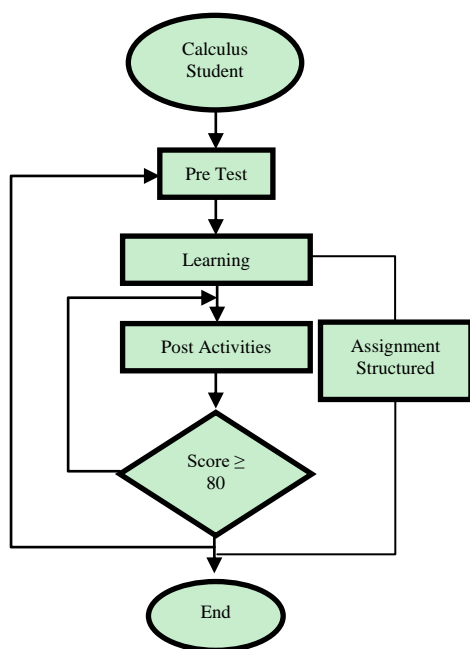 Calculus
Student
Pre Test
Learning
Post Activities
Assignment
Structured
Score ≥
80
End